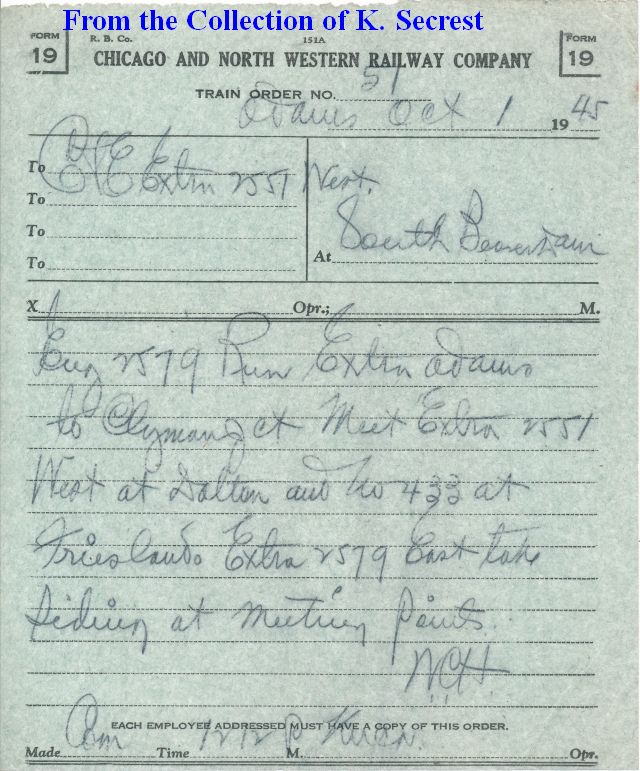 From the Collection of K. Secrest
FORM 19
R. B. Co.
151A
FORM 19
CHICAGO AND NORTH WESTERN RAILWAY COMPANY
TRAIN ORDER NO. 51
Adams Oct 1 1945
To C&E Extra 2551 West.
To
To
To
At South Beaver Dam
X Opr.; M.
Eng 2579 Run Extra Adams
to Clyman Jct Meet Extra 2551
West at Dalton and No 433 at
Friesland Extra 2579 East take
siding at meeting points.
WCH
EACH EMPLOYEE ADDRESSED MUST HAVE A COPY OF THIS ORDER.
Made Com Time 1212 P M. Opr.